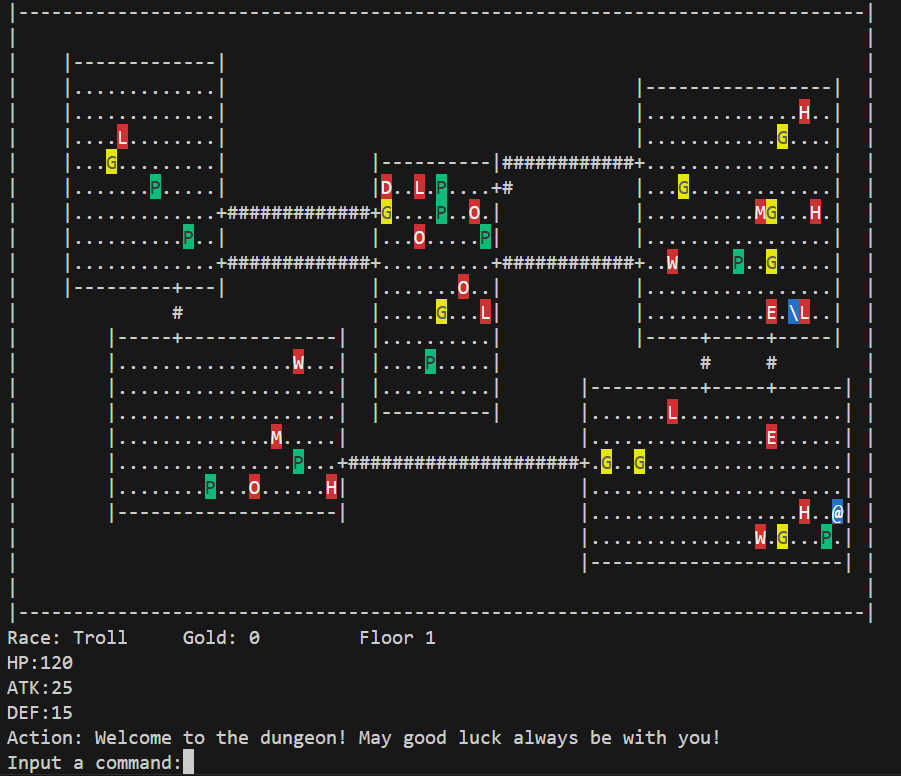 |-----------------------------------------------------------------------------|
|                                                                             |
|    |-------------|                                                          |
|    |.............|                                     |-----------------|  |
|    |.............|                                     |..............H..|  |
|    |....L........|                                     |............G....|  |
|    |...G.........|             |----------|############+.................|  |
|    |.......P.....|             |D..L.P....+#           |...G.............|  |
|    |.............+#############+G....P..O.|            |..........MG...H.|  |
|    |..........P..|             |...O.....P|            |.................|  |
|    |.............+#############+..........+############+..W.....P..G.....|  |
|    |---------+---|             |.......O..|            |.................|  |
|              #                 |.....G...L|            |...........E.\L..|  |
|        |-----+--------------|  |..........|            |-----+-----+-----|  |
|        |................W...|  |....P.....|                  #     #        |
|        |....................|  |..........|       |----------+-----+------| |
|        |....................|  |----------|       |.......L...............| |
|        |..............M.....|                     |................E......| |
|        |................P...+#####################+.G..G..................| |
|        |........P...O......H|                     |.......................| |
|        |--------------------|                     |...................H..@| |
|                                                   |...............W.G...P.| |
|                                                   |-----------------------| |
|                                                                             |
|-----------------------------------------------------------------------------|
Race: Troll     Gold: 0         Floor 1
HP:120
ATK:25
DEF:15
Action: Welcome to the dungeon! May good luck always be with you!
Input a command: